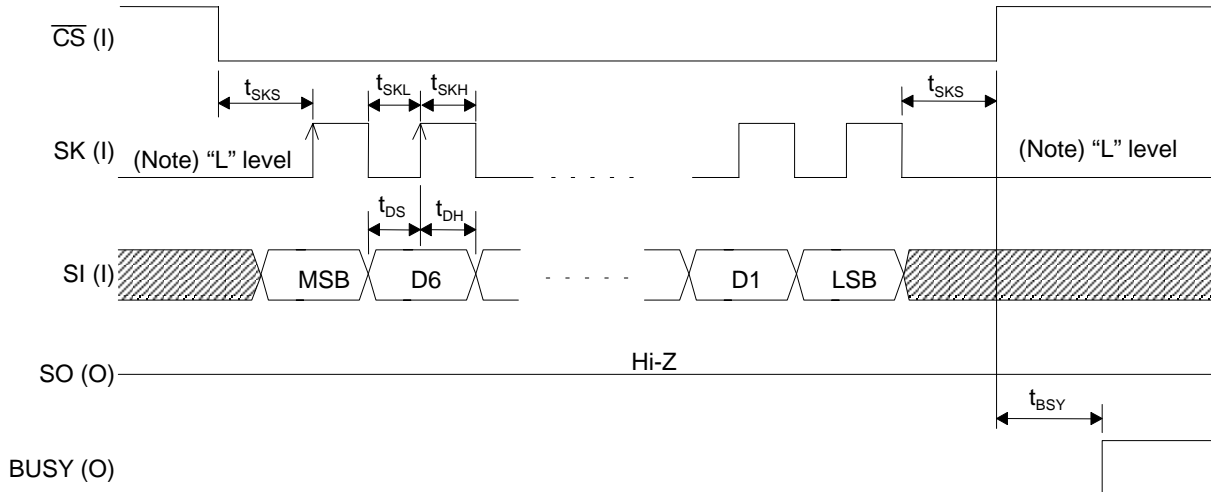 CS (I)
tSKS
tSKL
tSKH
tSKS
SK (I)
(Note) “L” level
(Note) “L” level
tDS
tDH
SI (I)
MSB
D6
D1
LSB
SO (O)
Hi-Z
tBSY
BUSY (O)